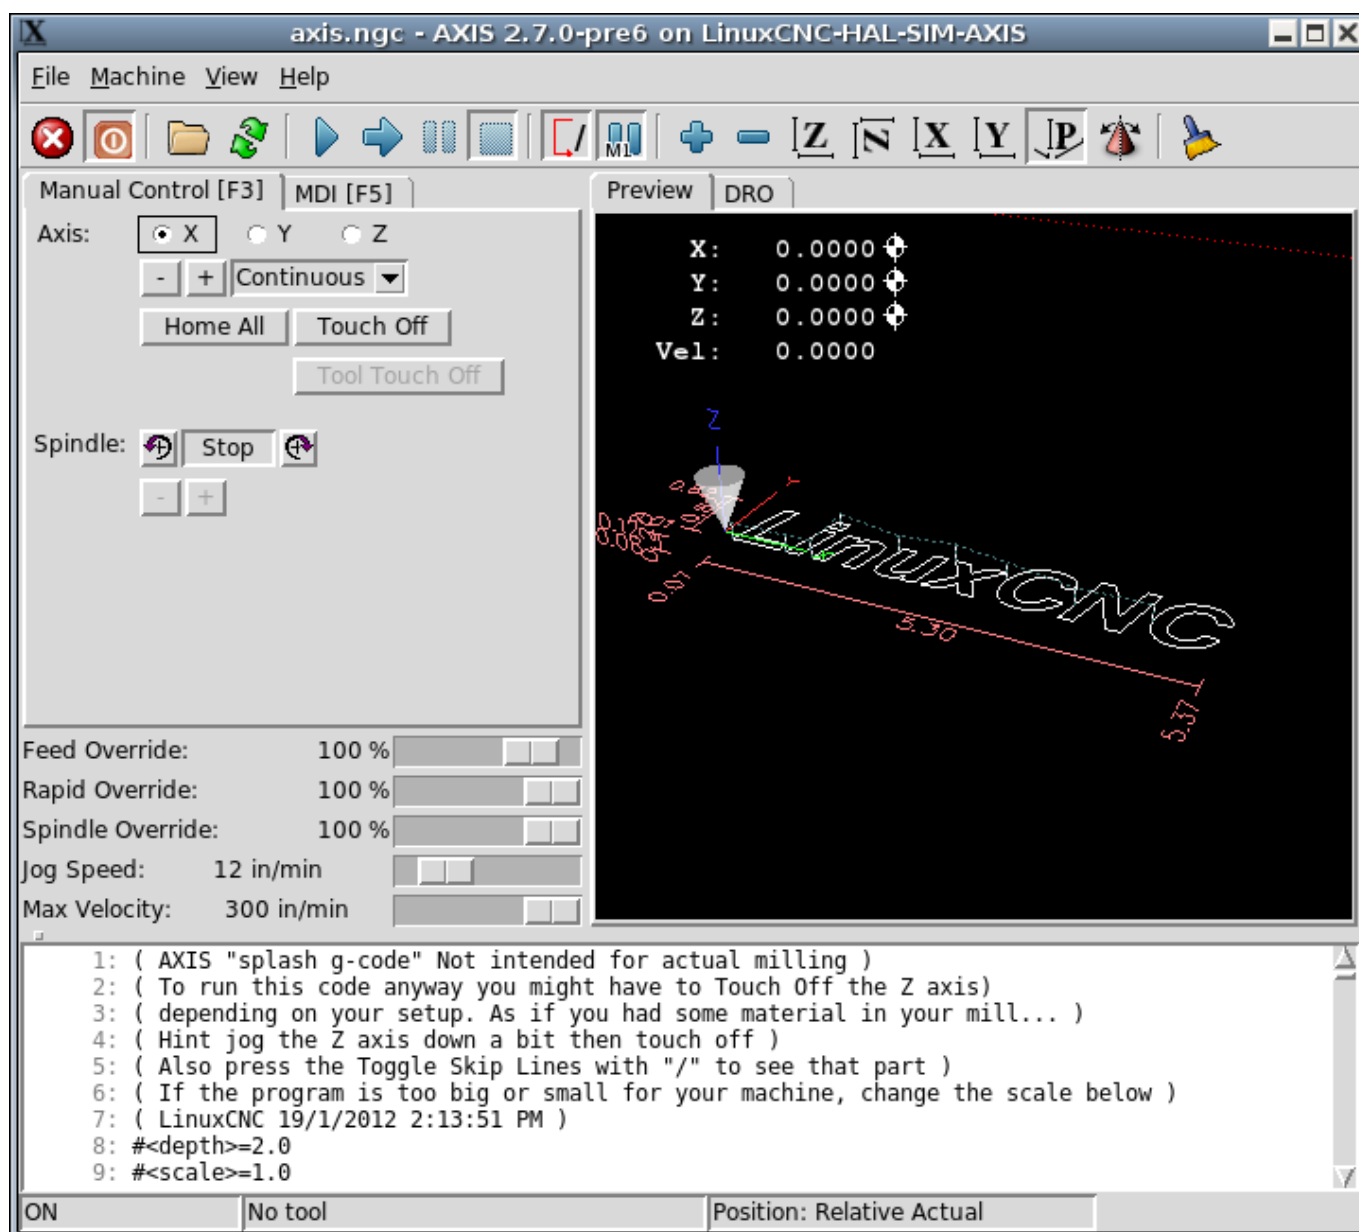 axis.ngc - AXIS 2.7.0-pre6 on LinuxCNC-HAL-SIM-AXIS
File Machine View Help
M1 Z N X Y P
Manual Control [F3] MDI [F5]
Preview DRO
Axis: X Y Z
- + Continuous
Home All Touch Off
Tool Touch Off
Spindle: Stop
- +
X: 0.0000
Y: 0.0000
Z: 0.0000
Vel: 0.0000
Z
Y
LinuxCNC
0.07
5.30
5.37
Feed Override: 100 %
Rapid Override: 100 %
Spindle Override: 100 %
Jog Speed: 12 in/min
Max Velocity: 300 in/min
1: ( AXIS "splash g-code" Not intended for actual milling )
2: ( To run this code anyway you might have to Touch Off the Z axis)
3: ( depending on your setup. As if you had some material in your mill... )
4: ( Hint jog the Z axis down a bit then touch off )
5: ( Also press the Toggle Skip Lines with "/" to see that part )
6: ( If the program is too big or small for your machine, change the scale below )
7: ( LinuxCNC 19/1/2012 2:13:51 PM )
8: #<depth>=2.0
9: #<scale>=1.0
ON No tool Position: Relative Actual